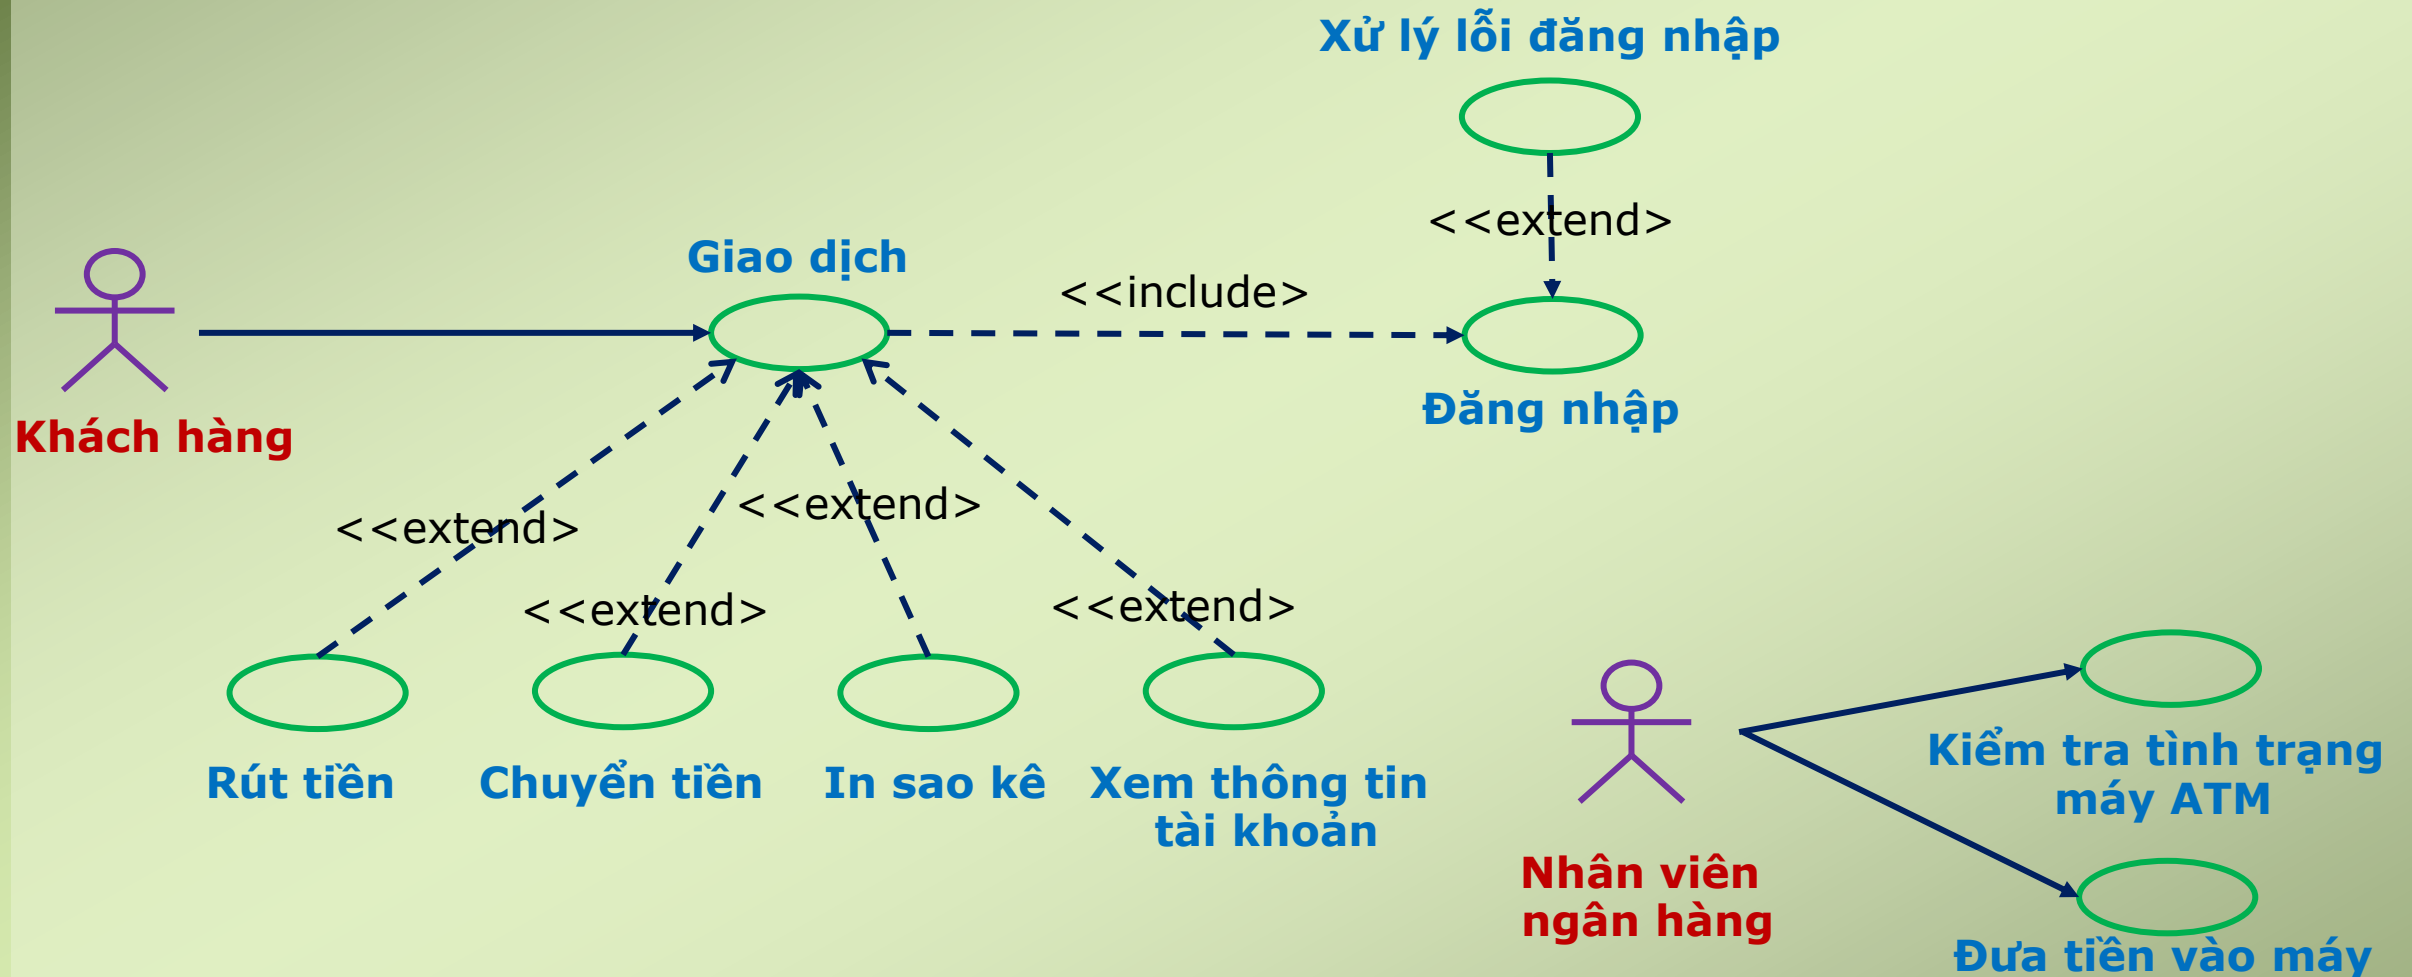 Xử lý lỗi đăng nhập
<<extend>
Giao dịch
<<include>
Đăng nhập
Khách hàng
<<extend>
<<extend>
<<extend>
<<extend>
Rút tiền
Chuyển tiền
In sao kê
Xem thông tin
tài khoản
Kiểm tra tình trạng
máy ATM
Nhân viên
ngân hàng
Đưa tiền vào máy